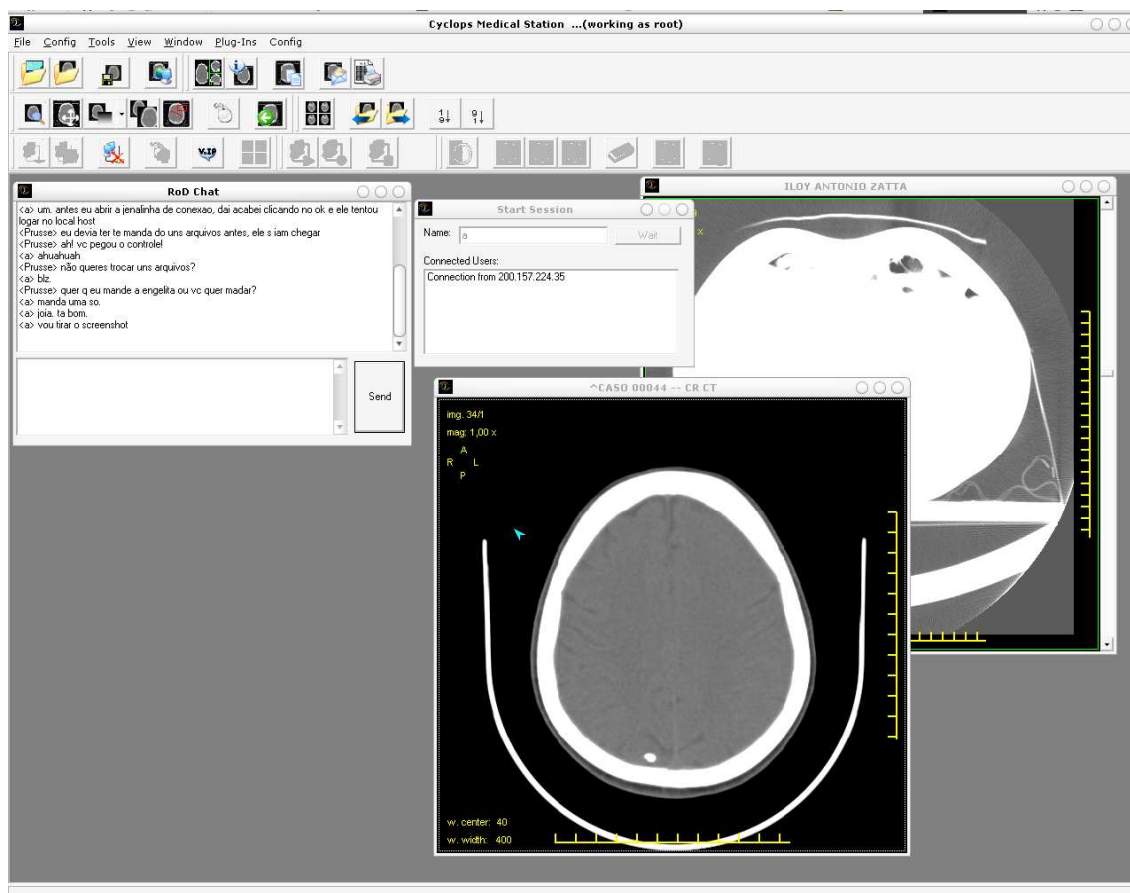 Cyclops Medical Station ...(working as root)
File Config Tools View Window Plug-Ins Config
V.IP
RoD Chat
<a> um. antes eu abrir a jenalinha de conexao, dai acabei clicando no ok e ele tentou
logar no local host
<Prusse> eu devia ter te manda do uns arquivos antes, ele s iam chegar
<Prusse> ah! vc pegou o controle!
<a> ahuahuah
<Prusse> não queres trocar uns arquivos?
<a> blz.
<Prusse> quer q eu mande a engelita ou vc quer madar?
<a> manda uma so.
<a> joia. ta bom.
<a> vou tirar o screenshot
Send
Start Session
Name: a Wait
Connected Users:
Connection from 200.157.224.35
ILOY ANTONIO ZATTA
x
^CASO 00044 -- CR CT
img. 34/1
mag: 1,00 x
A
R L
P
w. center: 40
w. width: 400